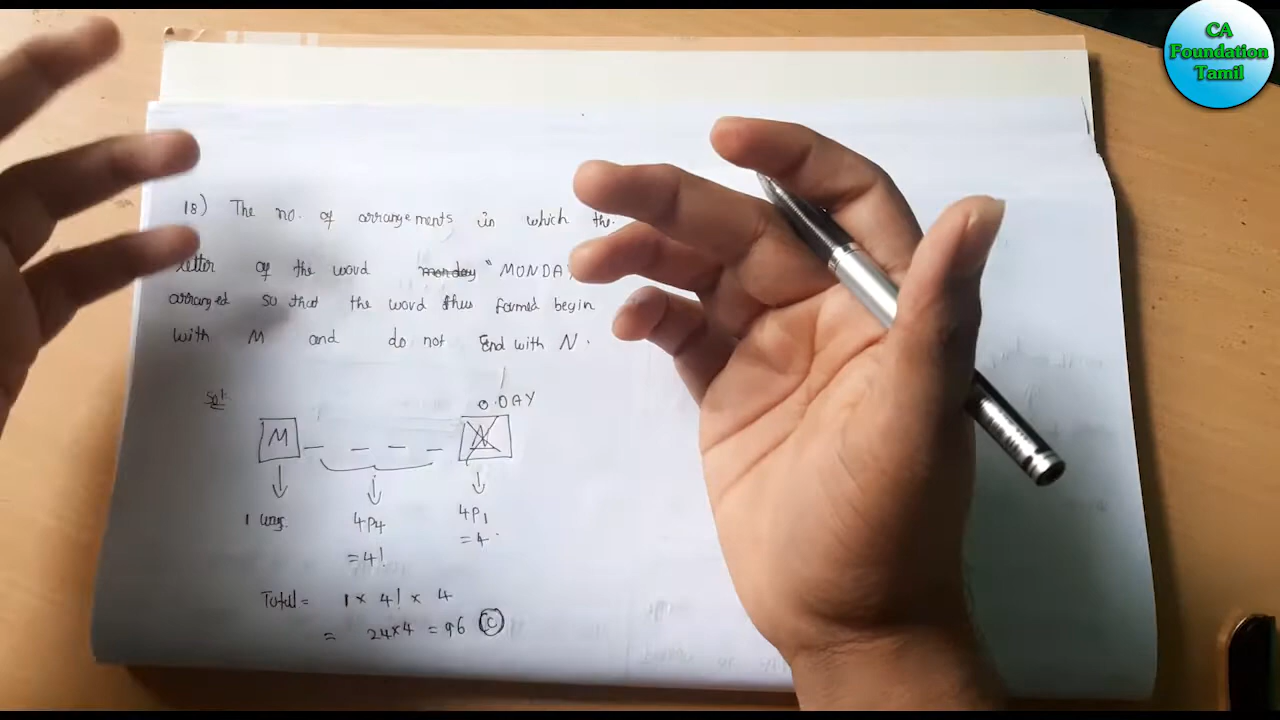 CA
Foundation
Tamil
18) The no. of arrangements in which the
letter of the word monday "MONDA
arranged so that the word thus formed begin
with M and do not End with N.
Sol:
O.DAY
M _ _ _ _ N
1 ways. 4P4 4P1
=4! =4.
Total = 1 × 4! × 4
= 24×4 = 96 (C)